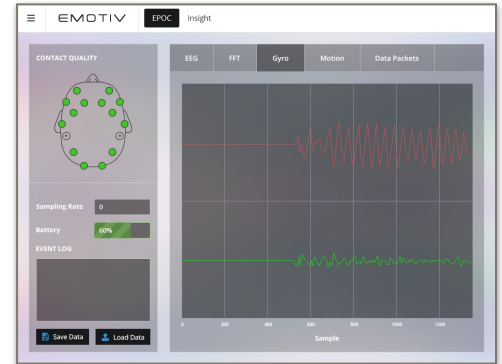 EMOTIV EPOC Insight
CONTACT QUALITY
EEG FFT Gyro Motion Data Packets
Sampling Rate 0
Battery 60%
EVENT LOG
Save Data Load Data
0 200 400 600 800 1000 1200
Sample